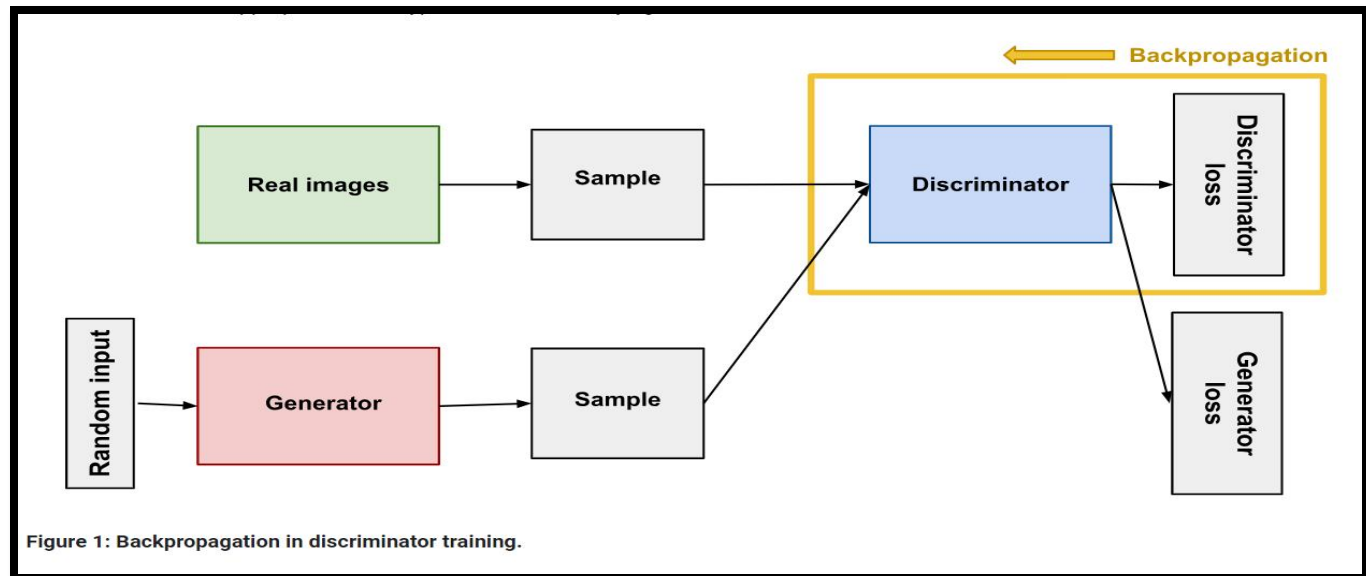 Backpropagation
Real images
Sample
Discriminator
Discriminator
loss
Random input
Generator
Sample
Generator
loss
Figure 1: Backpropagation in discriminator training.